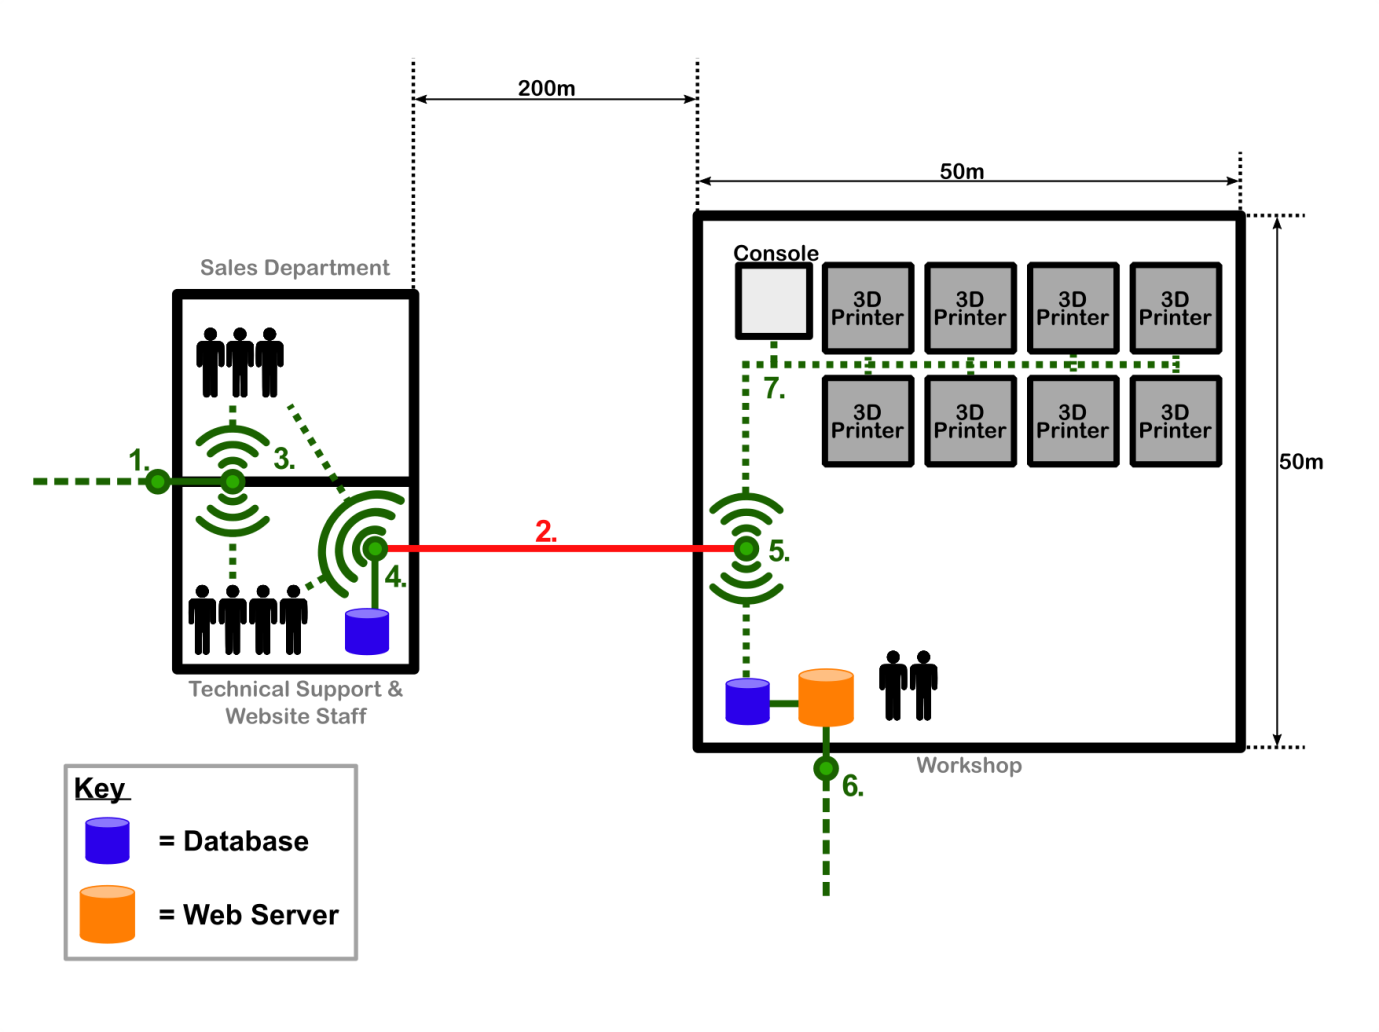 200m
50m
Console
3D
Printer
3D
Printer
3D
Printer
3D
Printer
Sales Department
7.
3D
Printer
3D
Printer
3D
Printer
3D
Printer
1.
3.
50m
2.
5.
4.
Technical Support &
Website Staff
Workshop
6.
Key
= Database
= Web Server